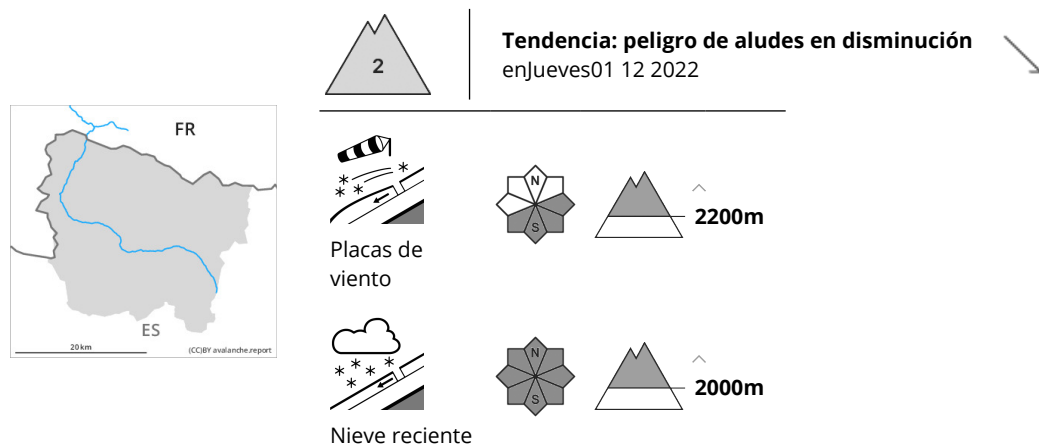 2
Tendencia: peligro de aludes en disminución
enJueves01 12 2022
FR
ES
20 km
(CC)BY avalanche.report
N
S
2200m
Placas de
viento
N
S
2000m
Nieve reciente